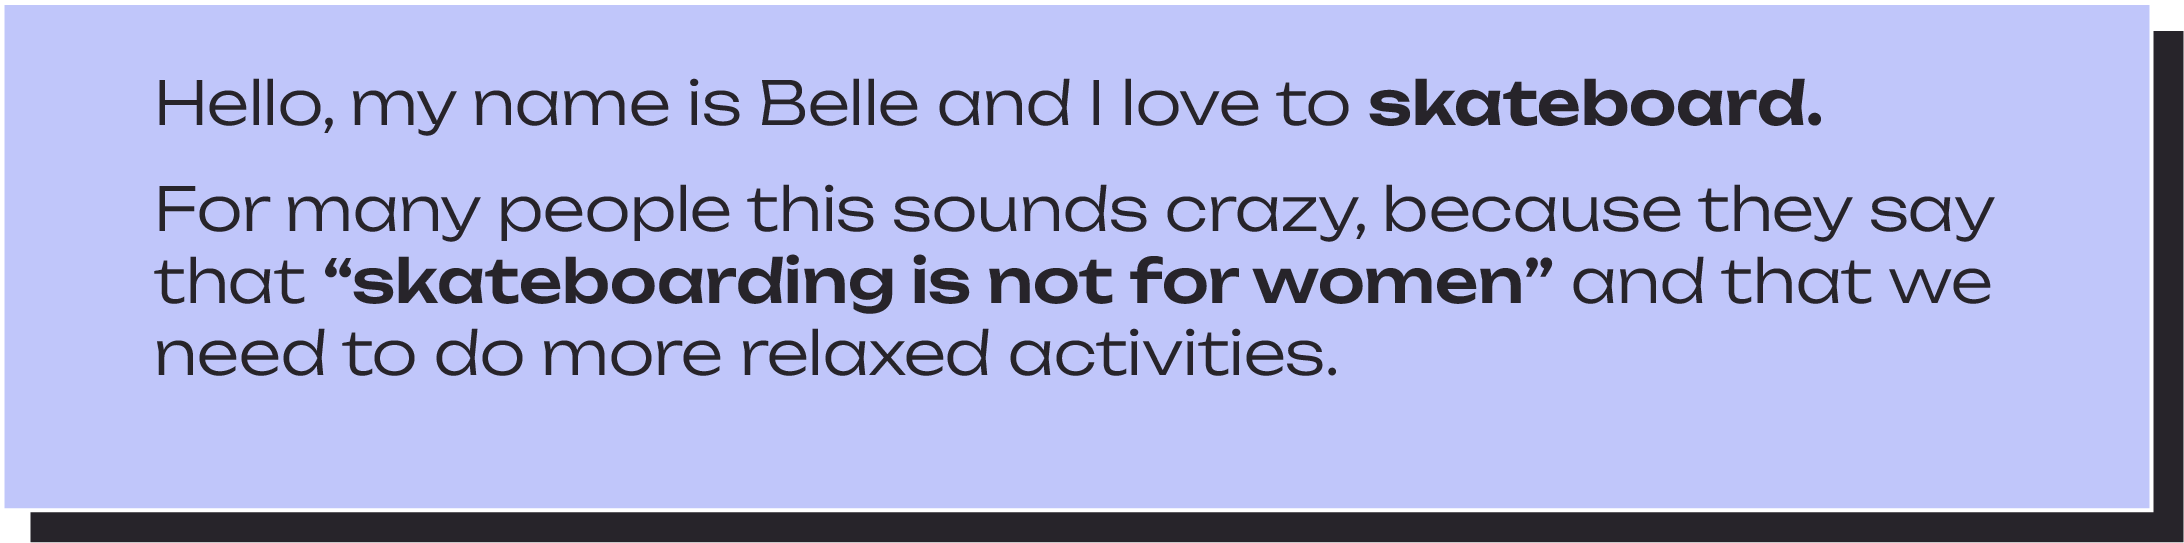 Hello, my name is Belle and I love to skateboard.
For many people this sounds crazy, because they say
that “skateboarding is not for women” and that we
need to do more relaxed activities.